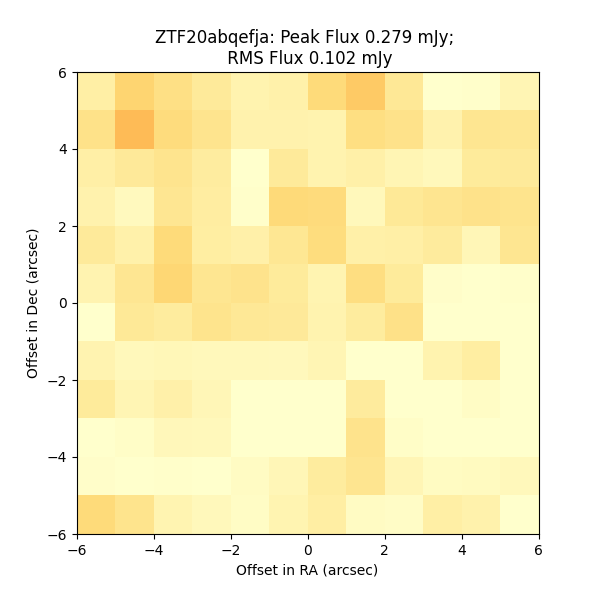 ZTF20abqefja: Peak Flux 0.279 mJy;
RMS Flux 0.102 mJy
6
4
2
0
−2
−4
−6
Offset in Dec (arcsec)
−6 −4 −2 0 2 4 6
Offset in RA (arcsec)